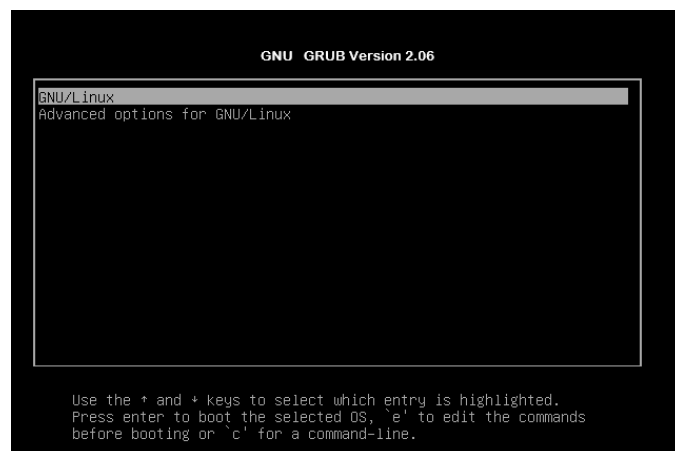 GNU GRUB Version 2.06
GNU/Linux
Advanced options for GNU/Linux
Use the ↑ and ↓ keys to select which entry is highlighted.
Press enter to boot the selected OS, `e' to edit the commands
before booting or `c' for a command-line.